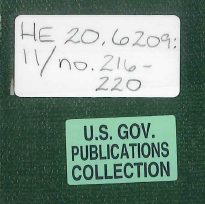 HE 20.6209:
11/no.216-
220
U.S. GOV.
PUBLICATIONS
COLLECTION